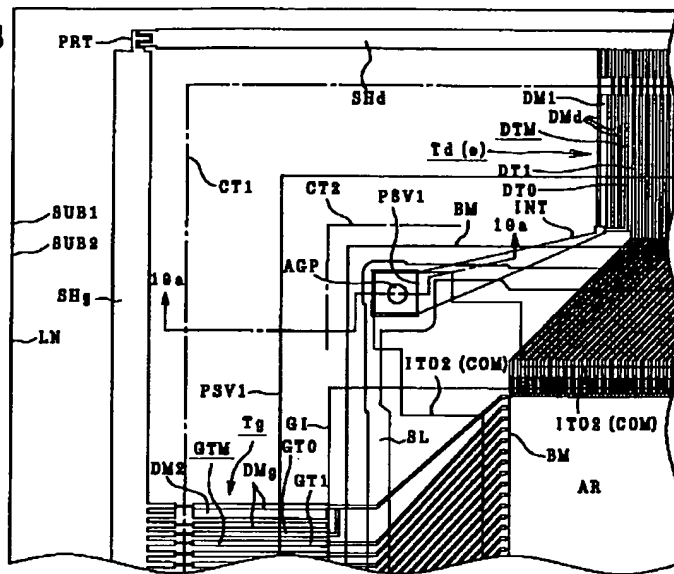 PRT
SHd
DM1
DMd
DTM
Td (e)
DT1
DT0
CT1
CT2
PSV1
BM
INT
SUB1
SUB2
AGP
19a
19a
SHg
LN
ITO2 (COM)
PSV1
GI
SL
ITO2 (COM)
Tg
GTM
GT0
DM2
DMg
GT1
BM
AR